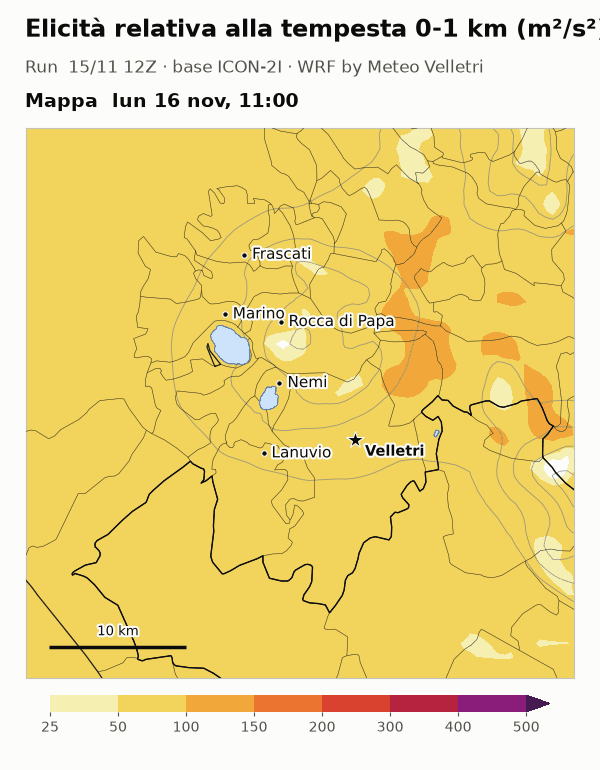 Elicità relativa alla tempesta 0-1 km (m²/s²)
Run 15/11 12Z · base ICON-2I · WRF by Meteo Velletri
Mappa lun 16 nov, 11:00
Frascati
Marino
Rocca di Papa
Nemi
Velletri
Lanuvio
10 km
25 50 100 150 200 300 400 500